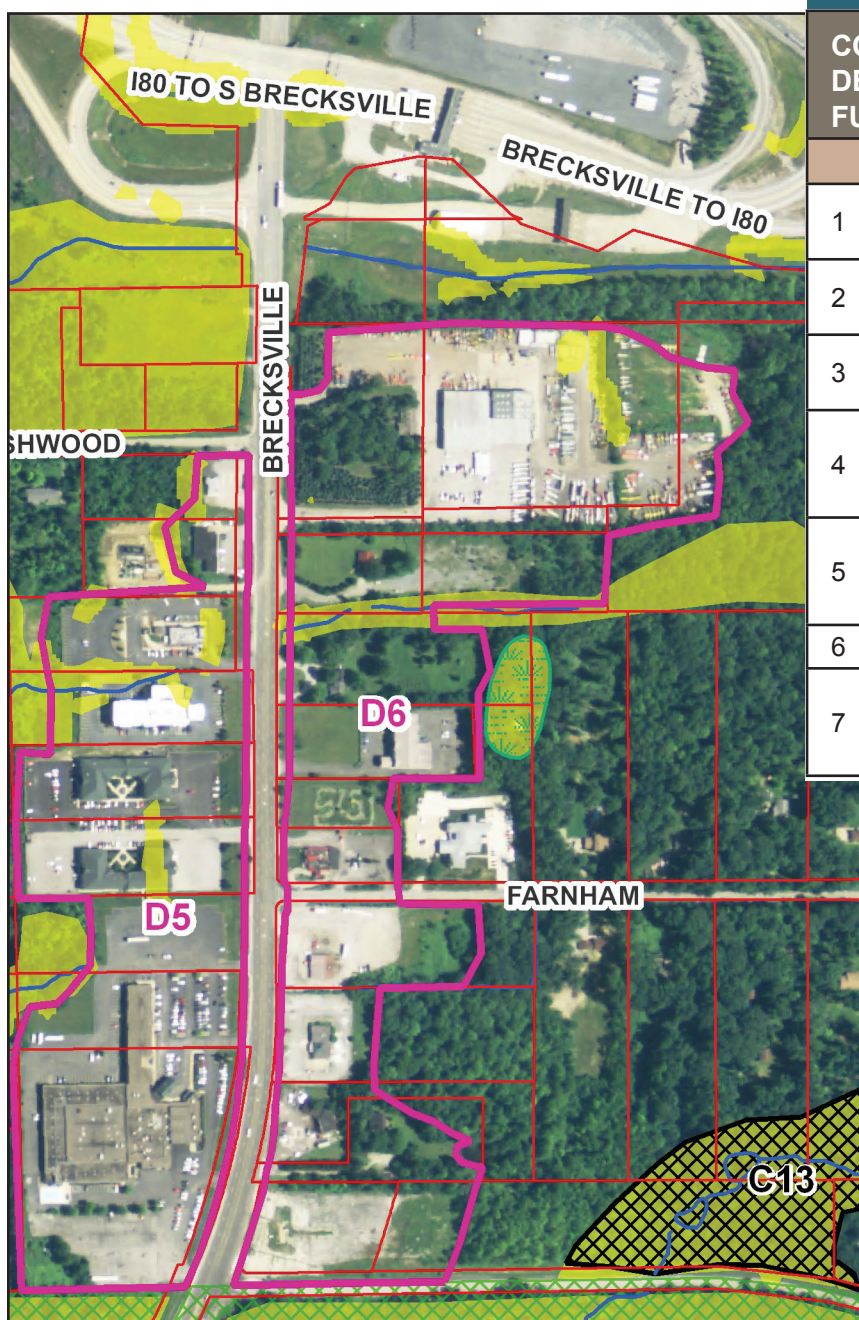 I80 TO S BRECKSVILLE
BRECKSVILLE TO I80
BRECKSVILLE
SHWOOD
D6
D5
FARNHAM
C13
CO
DE
FU
1
2
3
4
5
6
7